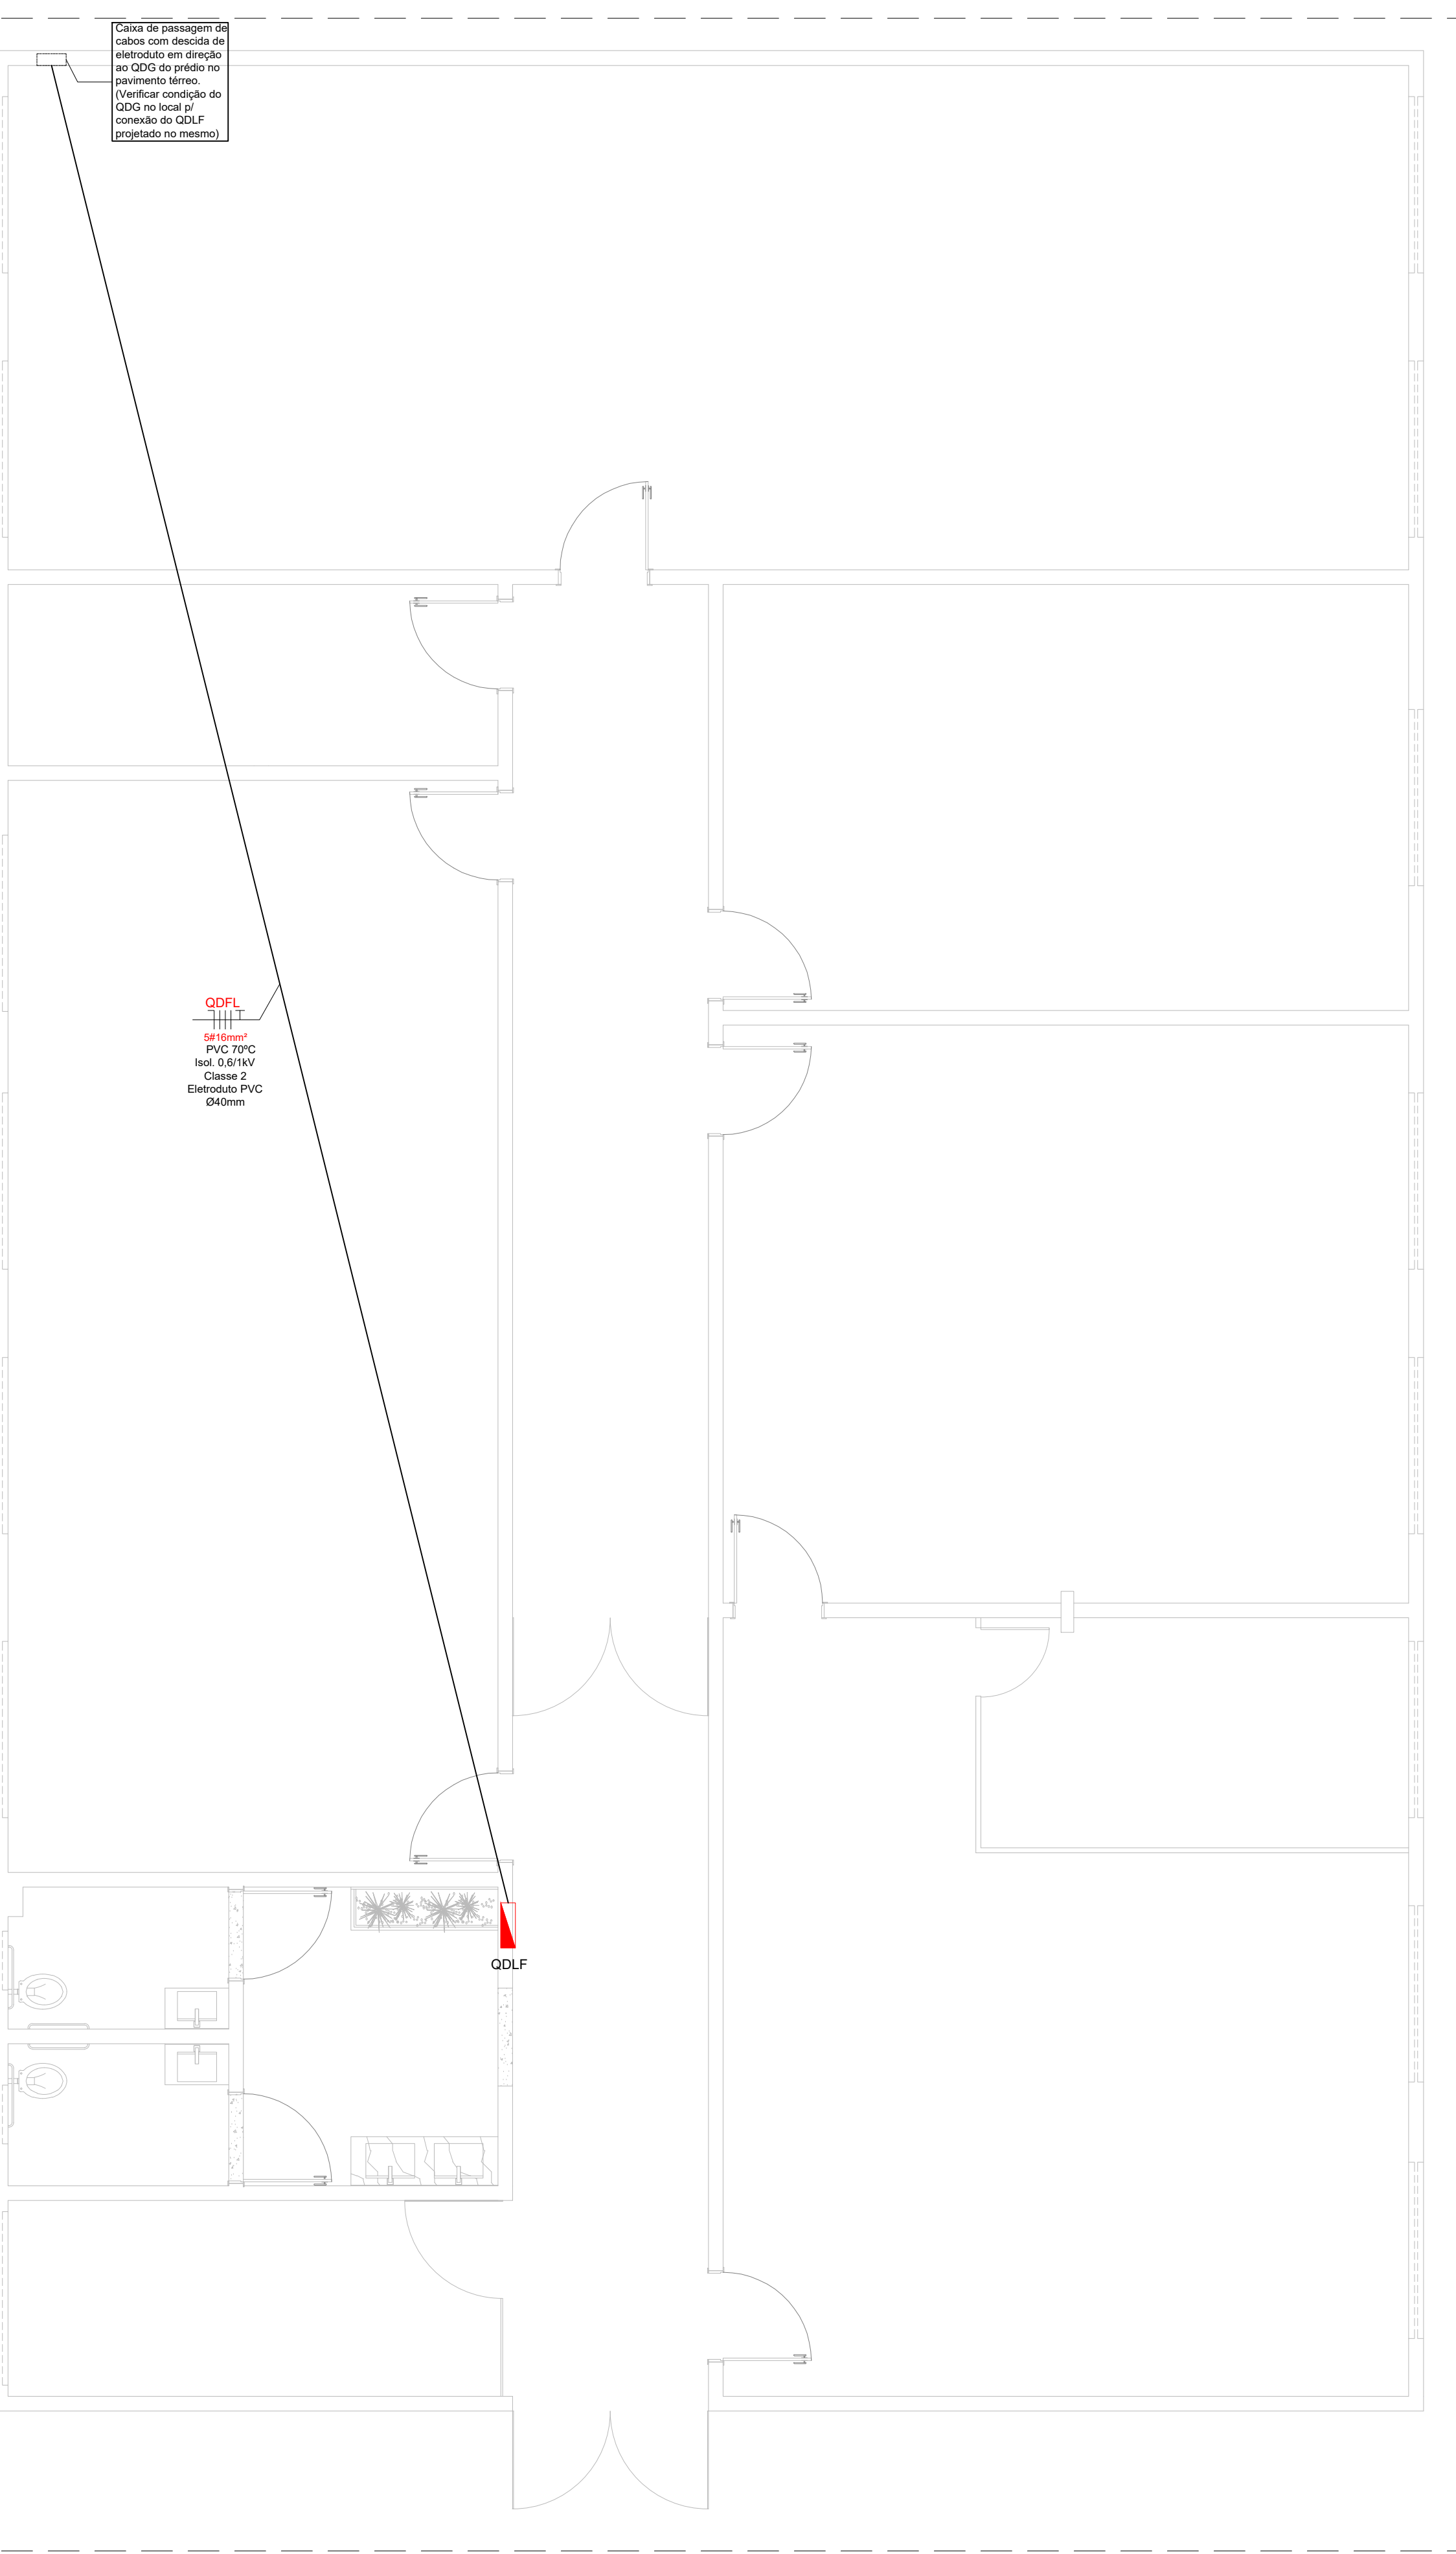 Caixa de passagem de
cabos com descida de
eletroduto em direção
ao QDG do prédio no
pavimento térreo.
(Verificar condição do
QDG no local p/
conexão do QDLF
projetado no mesmo)
QDFL
5#16mm²
PVC 70ºC
Isol. 0,6/1kV
Classe 2
Eletroduto PVC
Ø40mm
QDLF